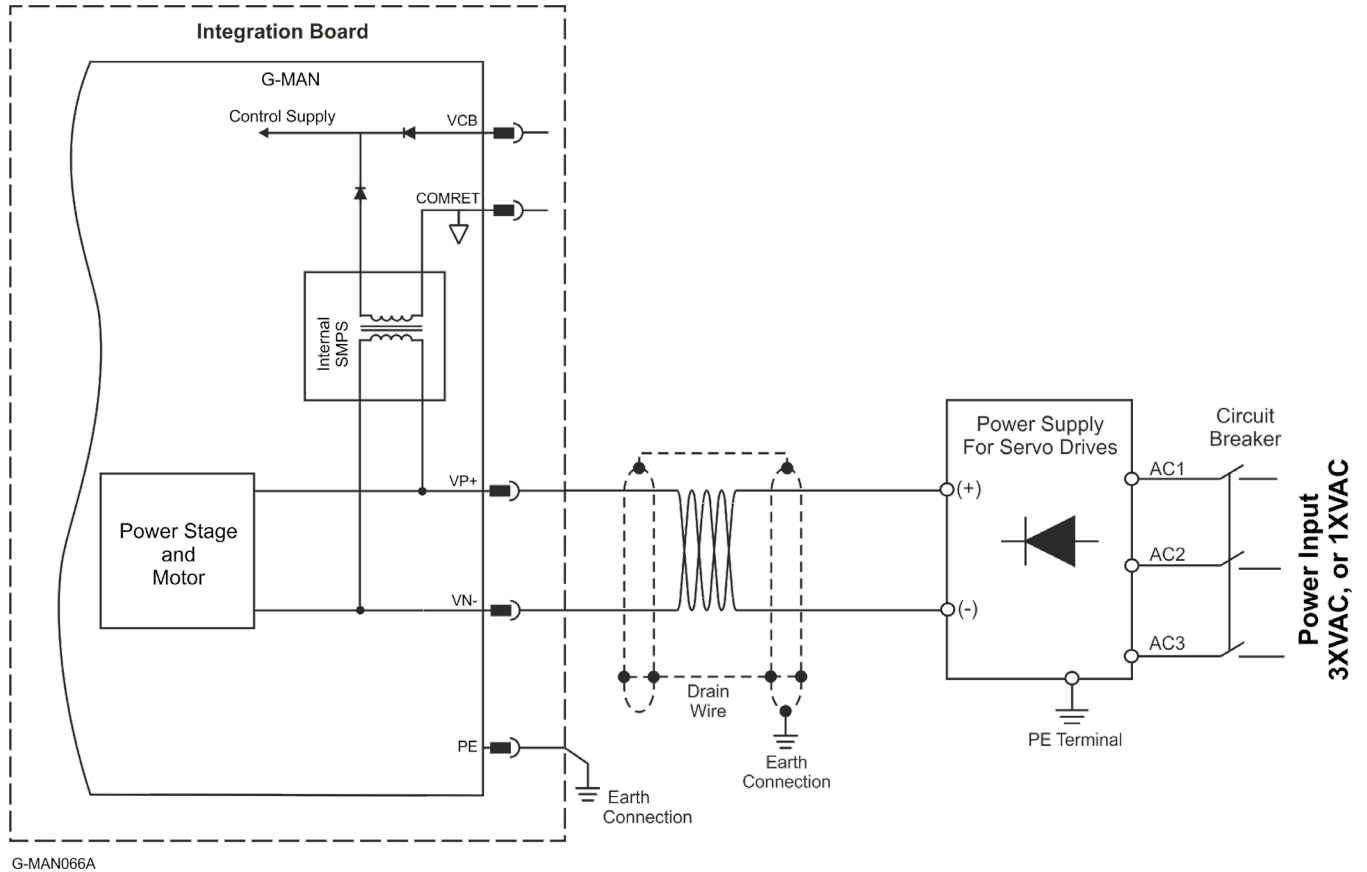 Integration Board
G-MAN
Control Supply
VCB
COMRET
Internal
SMPS
VP+
Power Stage
and
Motor
VN-
PE
Earth
Connection
Drain
Wire
Earth
Connection
Power Supply
For Servo Drives
(+)
(-)
PE Terminal
AC1
AC2
AC3
Circuit
Breaker
Power Input
3XVAC, or 1XVAC
G-MAN066A